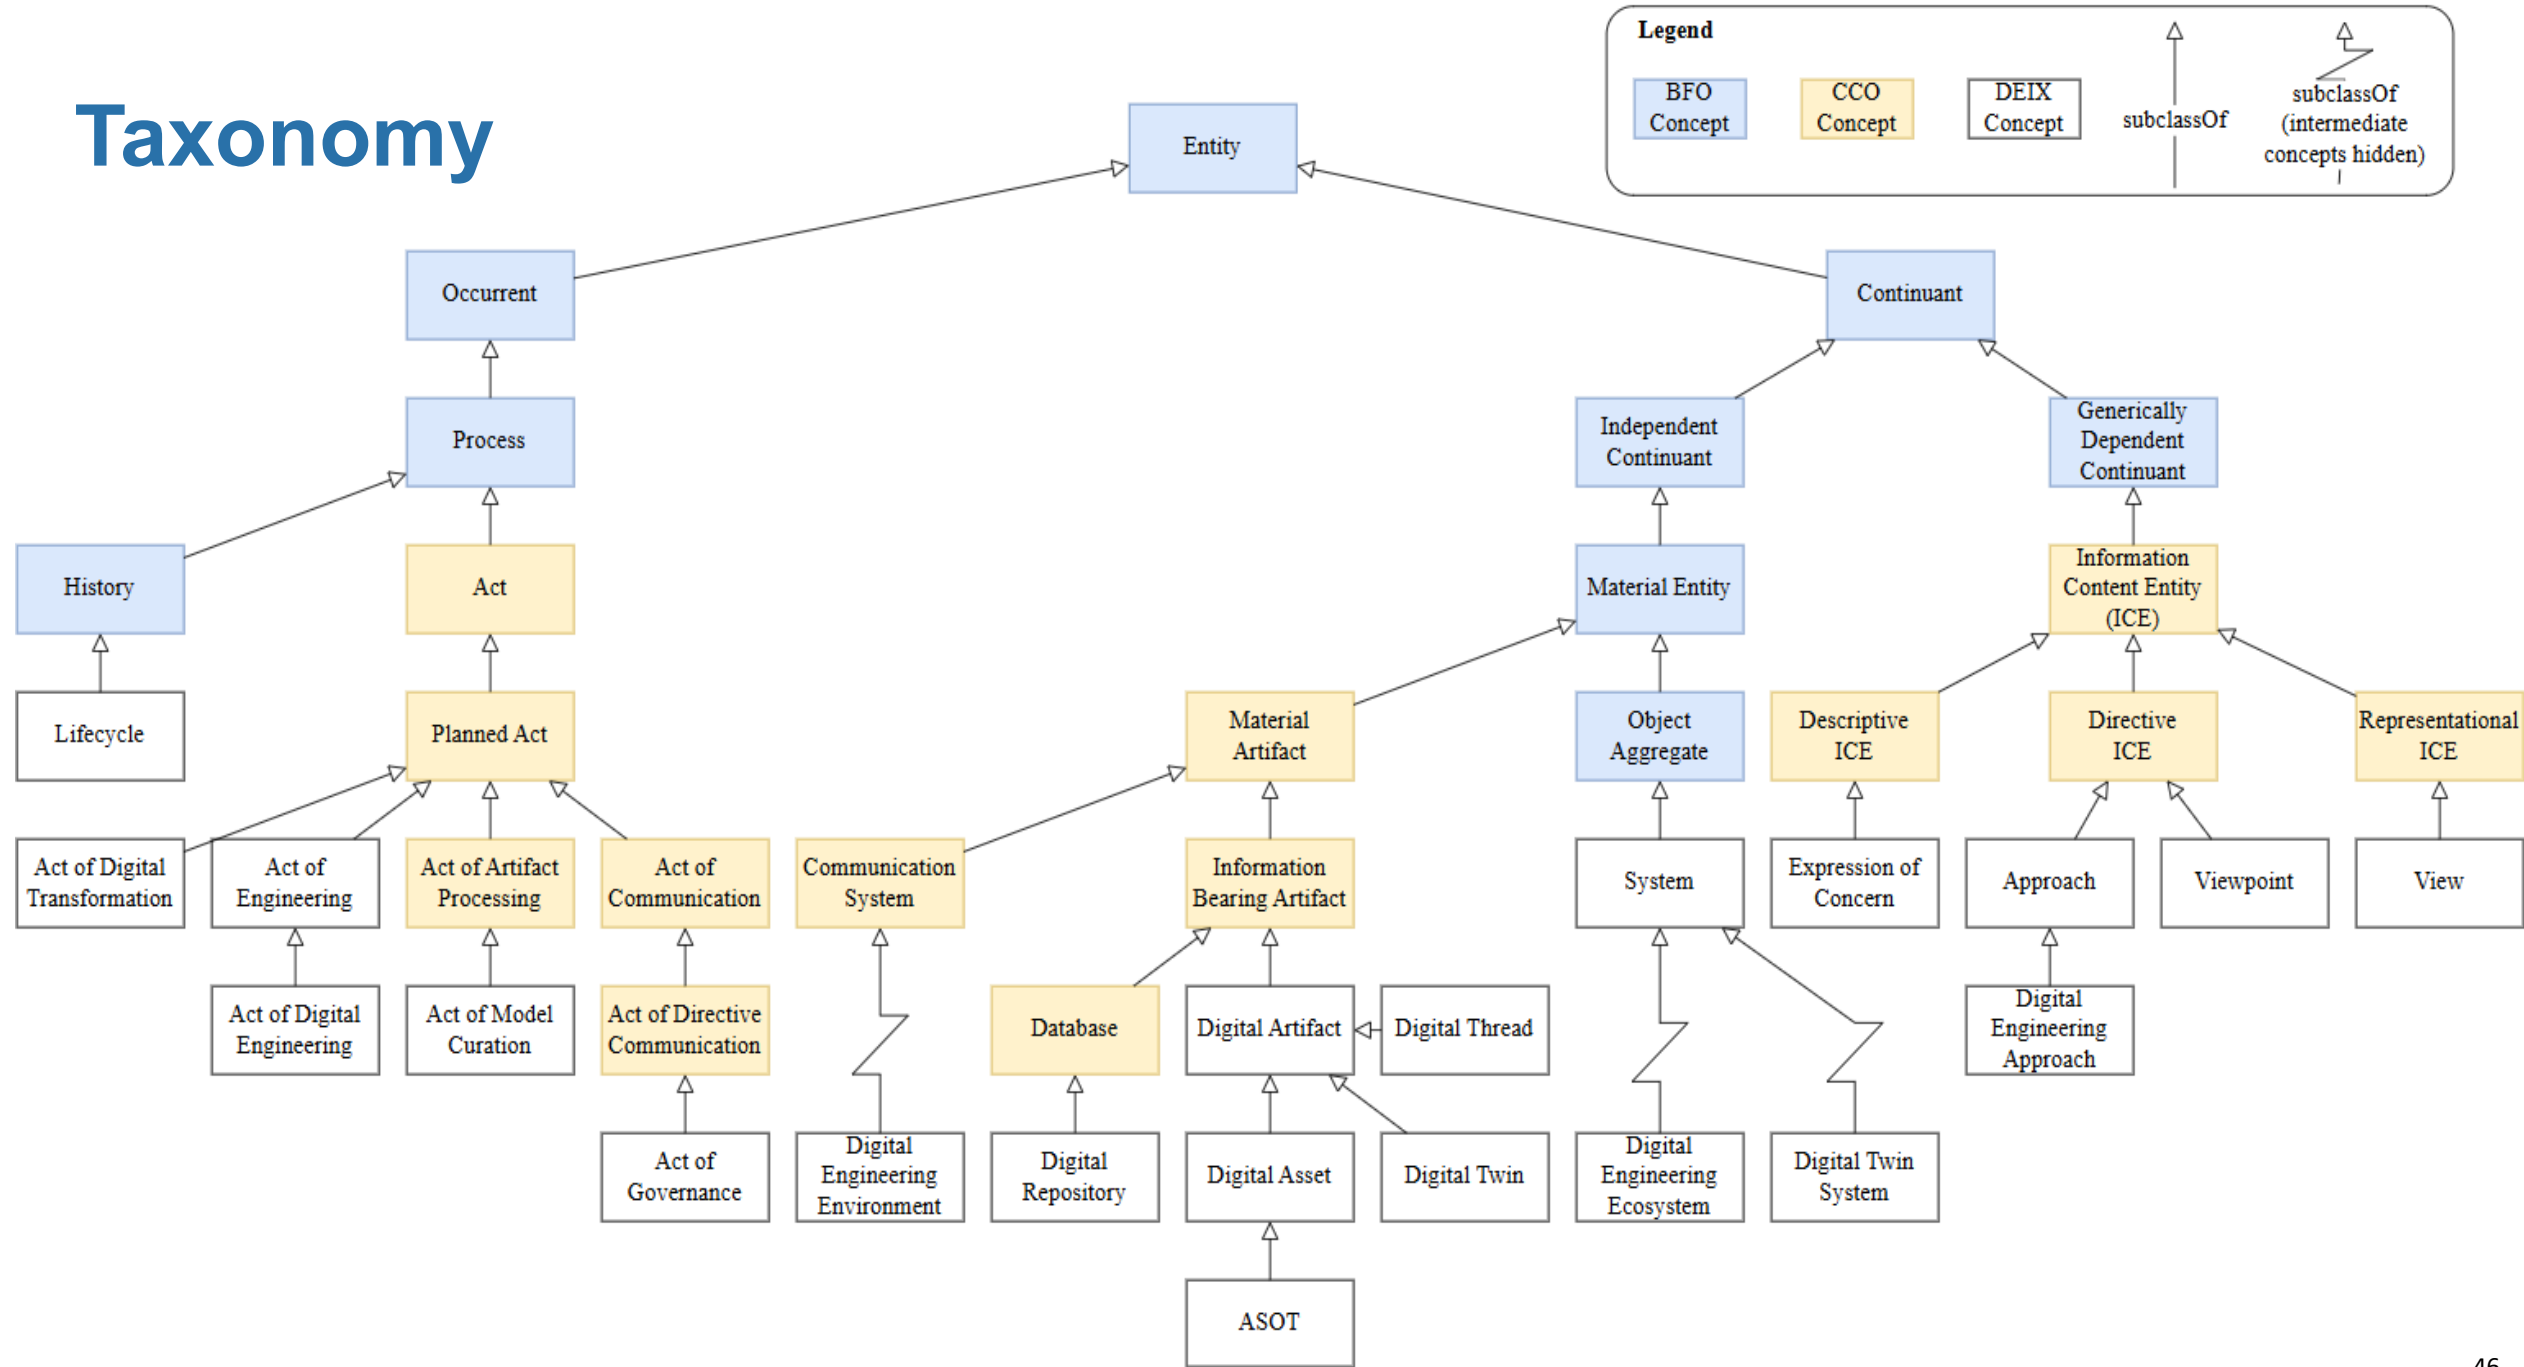 Taxonomy
Legend
BFO
Concept
CCO
Concept
DEIX
Concept
subclassOf
subclassOf
(intermediate
concepts hidden)
Entity
Occurrent
Continuant
Process
Independent
Continuant
Generically
Dependent
Continuant
History
Act
Material Entity
Information
Content Entity
(ICE)
Lifecycle
Planned Act
Material
Artifact
Object
Aggregate
Descriptive
ICE
Directive
ICE
Representational
ICE
Act of Digital
Transformation
Act of
Engineering
Act of Artifact
Processing
Act of
Communication
Communication
System
Information
Bearing Artifact
System
Expression of
Concern
Approach
Viewpoint
View
Act of Digital
Engineering
Act of Model
Curation
Act of Directive
Communication
Database
Digital Artifact
Digital Thread
Digital
Engineering
Approach
Act of
Governance
Digital
Engineering
Environment
Digital
Repository
Digital Asset
Digital Twin
Digital
Engineering
Ecosystem
Digital Twin
System
ASOT
46